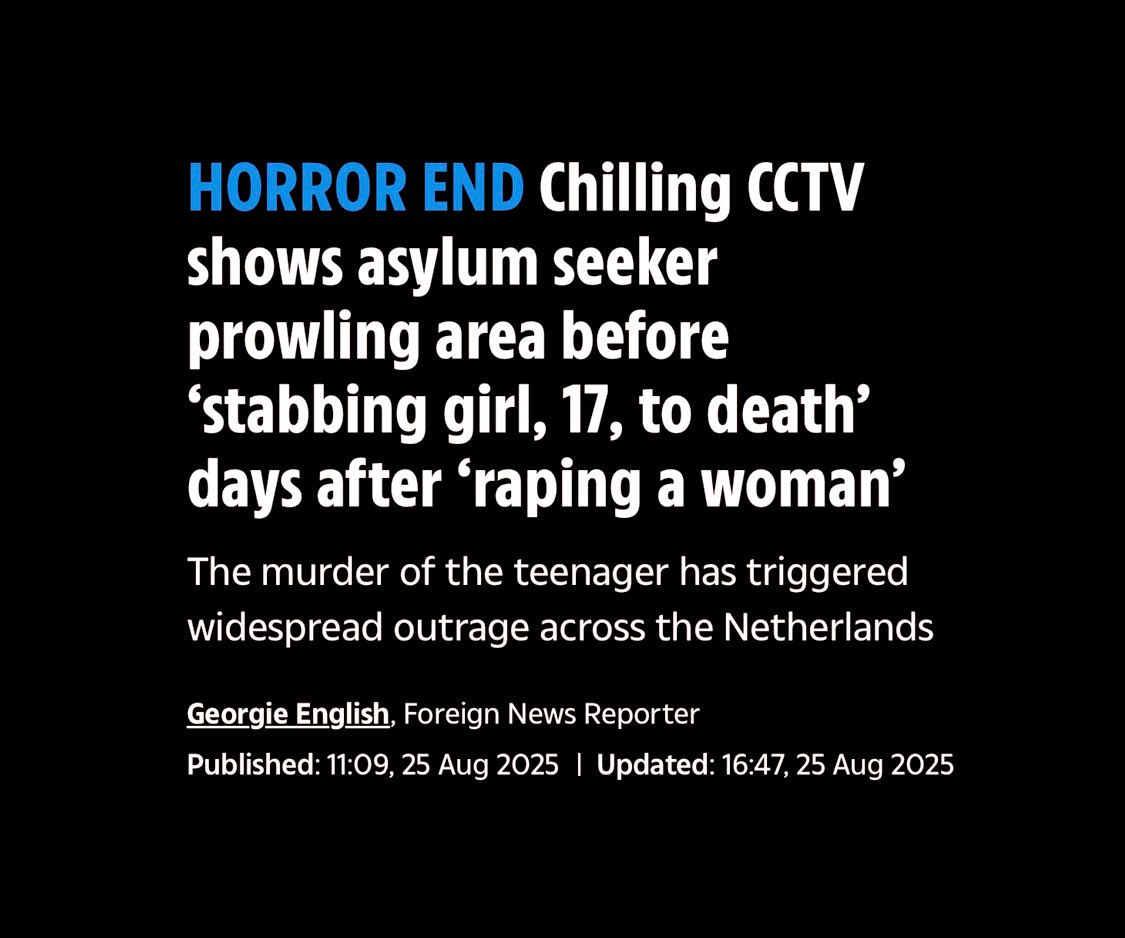 HORROR END Chilling CCTV
shows asylum seeker
prowling area before
‘stabbing girl, 17, to death’
days after ‘raping a woman’
The murder of the teenager has triggered
widespread outrage across the Netherlands
Georgie English, Foreign News Reporter
Published: 11:09, 25 Aug 2025 | Updated: 16:47, 25 Aug 2025